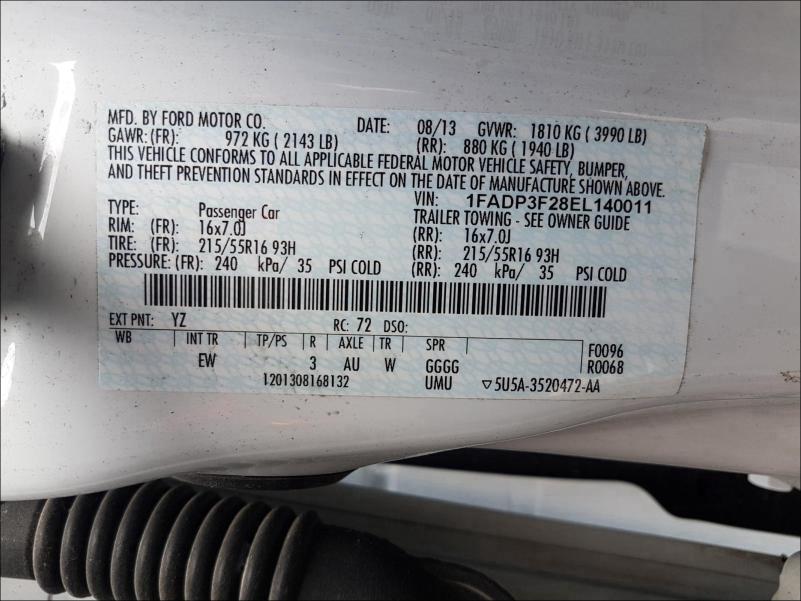 MFD. BY FORD MOTOR CO. DATE: 08/13 GVWR: 1810 KG ( 3990 LB)
GAWR: (FR): 972 KG ( 2143 LB) (RR): 880 KG ( 1940 LB)
THIS VEHICLE CONFORMS TO ALL APPLICABLE FEDERAL MOTOR VEHICLE SAFETY, BUMPER,
AND THEFT PREVENTION STANDARDS IN EFFECT ON THE DATE OF MANUFACTURE SHOWN ABOVE.
VIN: 1FADP3F28EL140011
TYPE: Passenger Car TRAILER TOWING - SEE OWNER GUIDE
RIM: (FR): 16x7.0J (RR): 16x7.0J
TIRE: (FR): 215/55R16 93H (RR): 215/55R16 93H
PRESSURE: (FR): 240 kPa/ 35 PSI COLD (RR): 240 kPa/ 35 PSI COLD
EXT PNT: YZ RC: 72 DSO:
WB INT TR TP/PS R AXLE TR SPR F0096
EW 3 AU W GGGG R0068
1201308168132 UMU ▽5U5A-3520472-AA